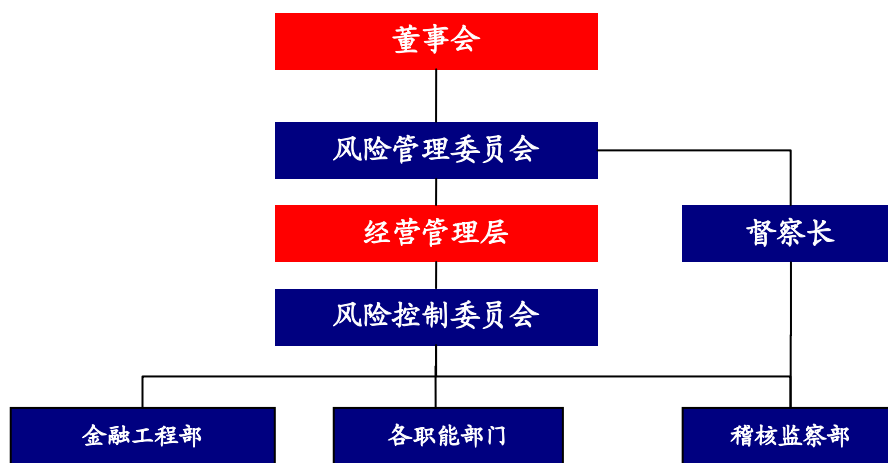 董事会
风险管理委员会
经营管理层
督察长
风险控制委员会
金融工程部
各职能部门
稽核监察部